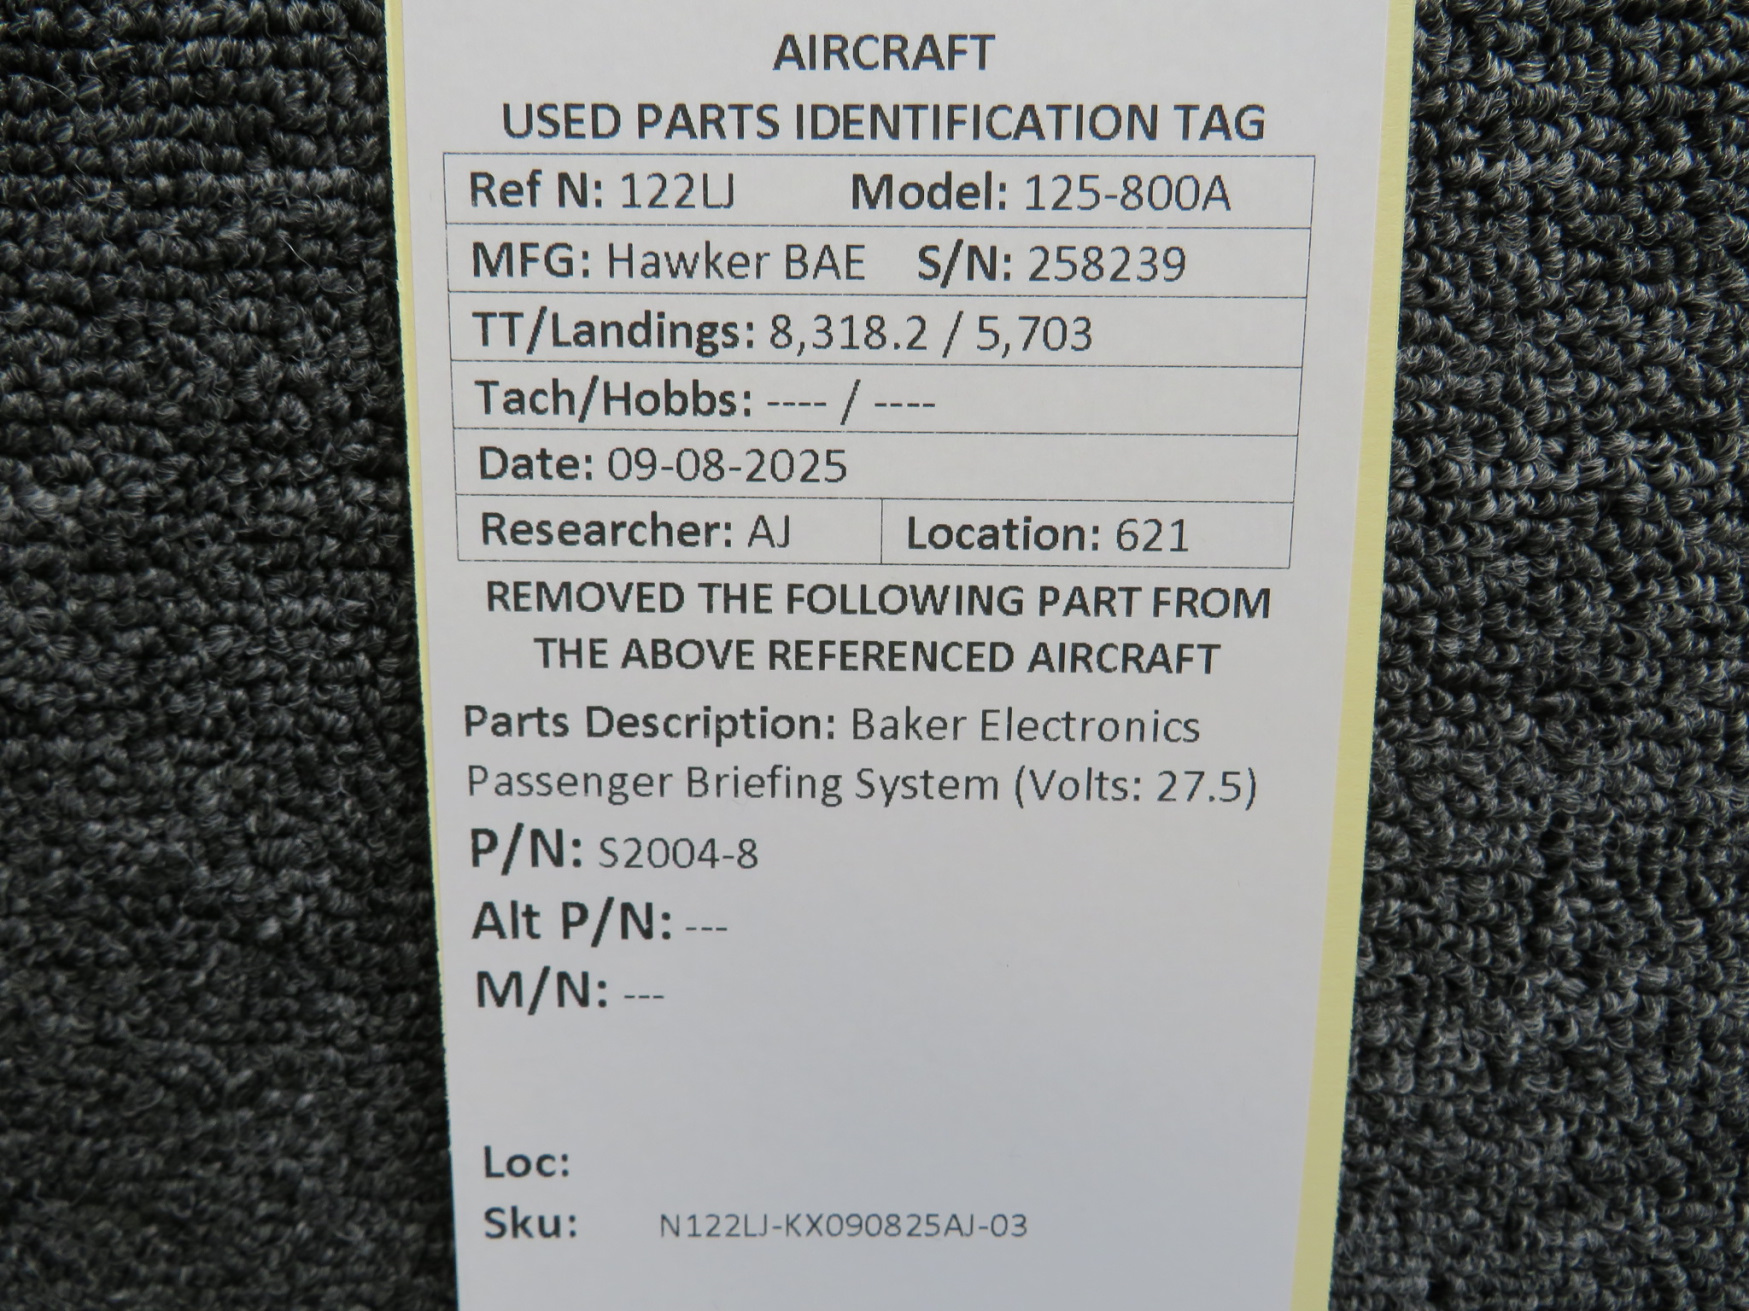 AIRCRAFT
USED PARTS IDENTIFICATION TAG
Ref N: 122LJ Model: 125-800A
MFG: Hawker BAE S/N: 258239
TT/Landings: 8,318.2 / 5,703
Tach/Hobbs: ---- / ----
Date: 09-08-2025
Researcher: AJ Location: 621
REMOVED THE FOLLOWING PART FROM
THE ABOVE REFERENCED AIRCRAFT
Parts Description: Baker Electronics
Passenger Briefing System (Volts: 27.5)
P/N: S2004-8
Alt P/N: ---
M/N: ---
Loc:
Sku: N122LJ-KX090825AJ-03